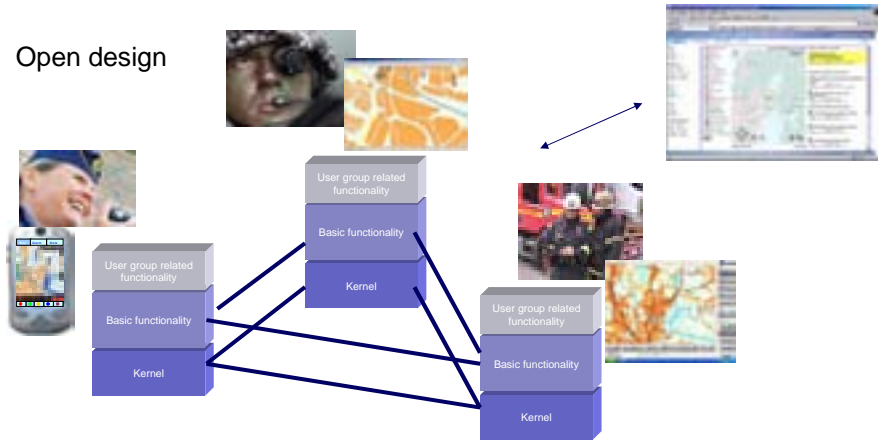 Open design
User group related
functionality
Basic functionality
Kernel
User group related
functionality
Basic functionality
Kernel
User group related
functionality
Basic functionality
Kernel